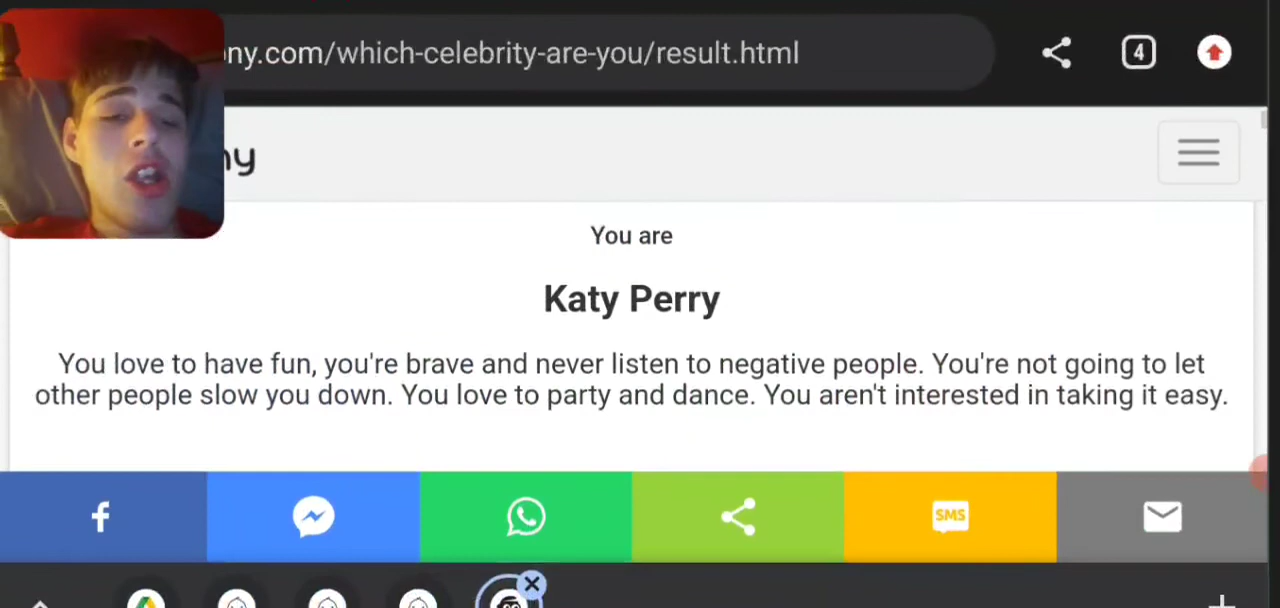 ny.com/which-celebrity-are-you/result.html
4
ny
You are
Katy Perry
You love to have fun, you're brave and never listen to negative people. You're not going to let
other people slow you down. You love to party and dance. You aren't interested in taking it easy.
SMS